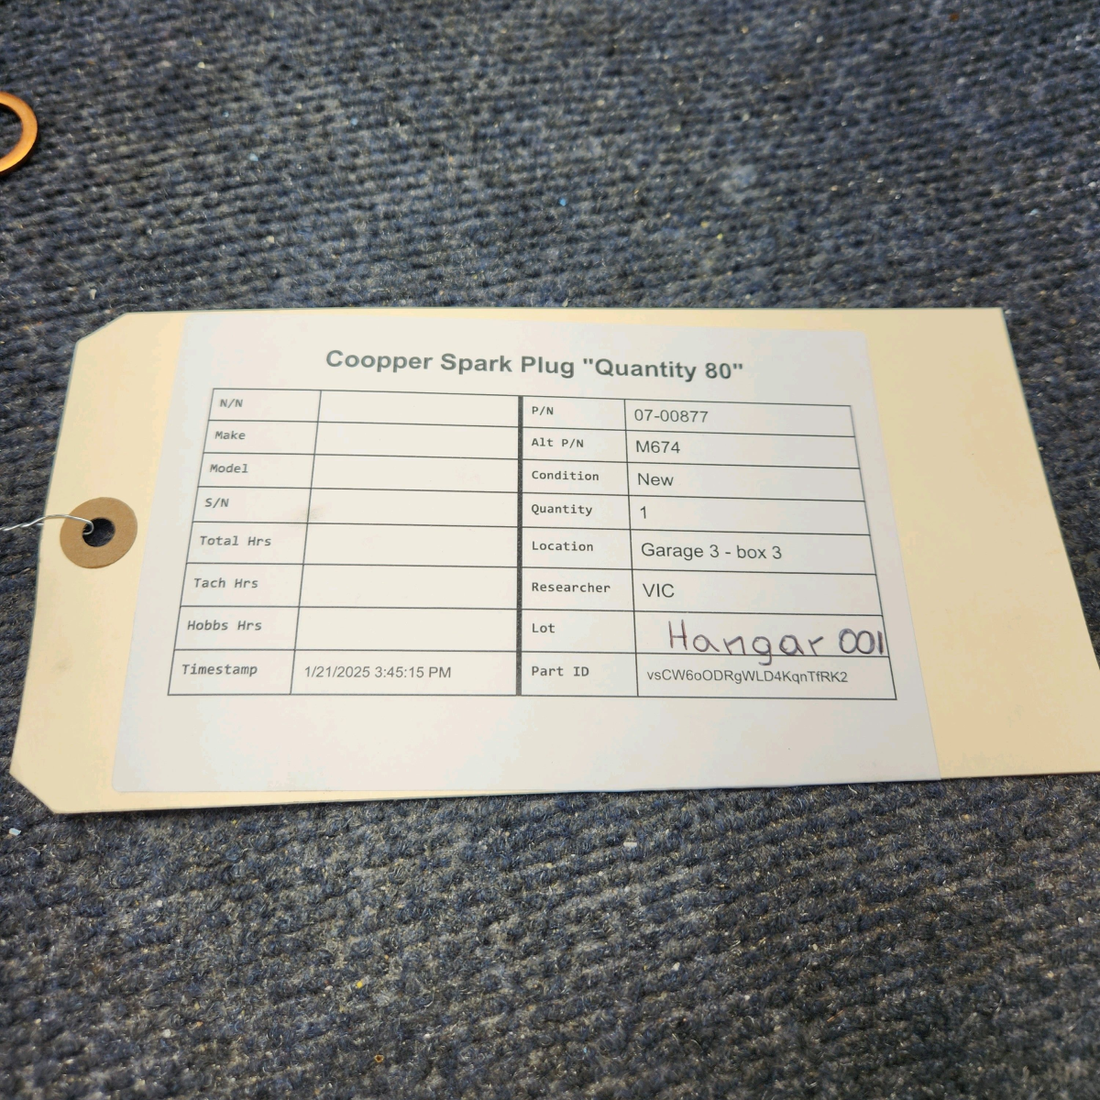 Coopper Spark Plug "Quantity 80"
N/N P/N 07-00877
Make Alt P/N M674
Model Condition New
S/N Quantity 1
Total Hrs Location Garage 3 - box 3
Tach Hrs Researcher VIC
Hobbs Hrs Lot Hangar 001
Timestamp 1/21/2025 3:45:15 PM Part ID vsCW6oODRgWLD4KqnTfRK2